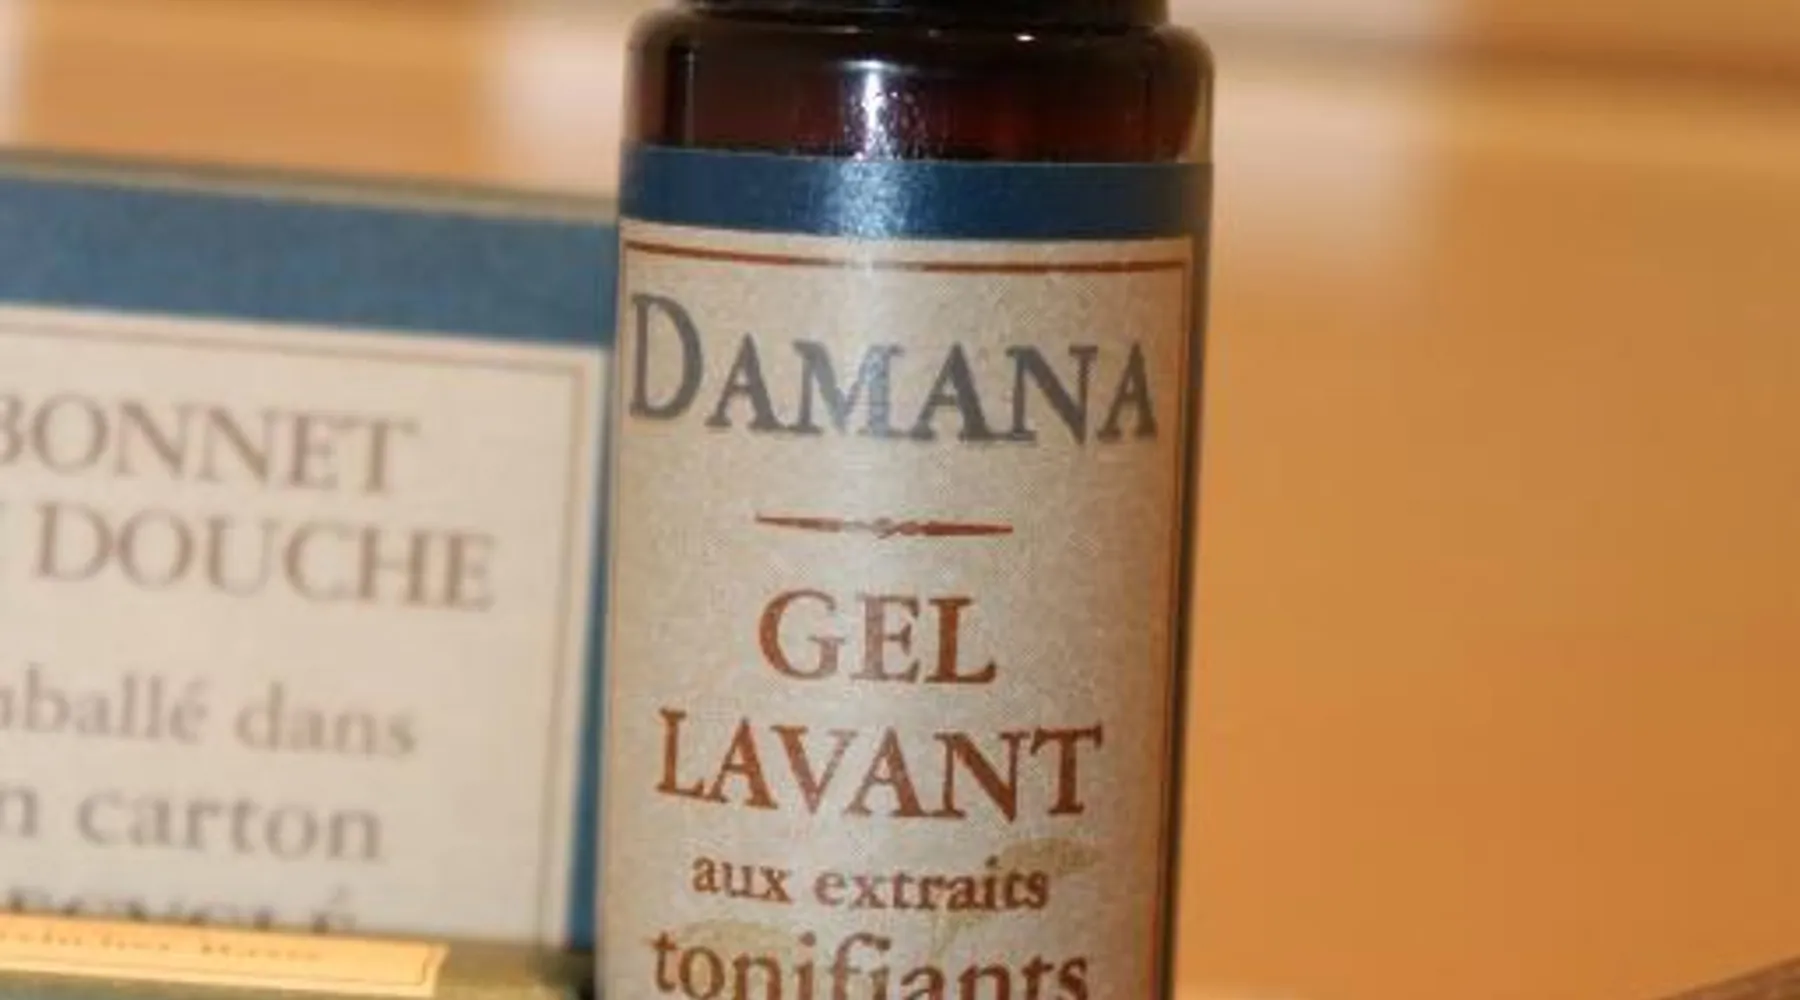 BONNET
DOUCHE
mballé dans
n carton
DAMANA
GEL
LAVANT
aux extraits
tonifiants